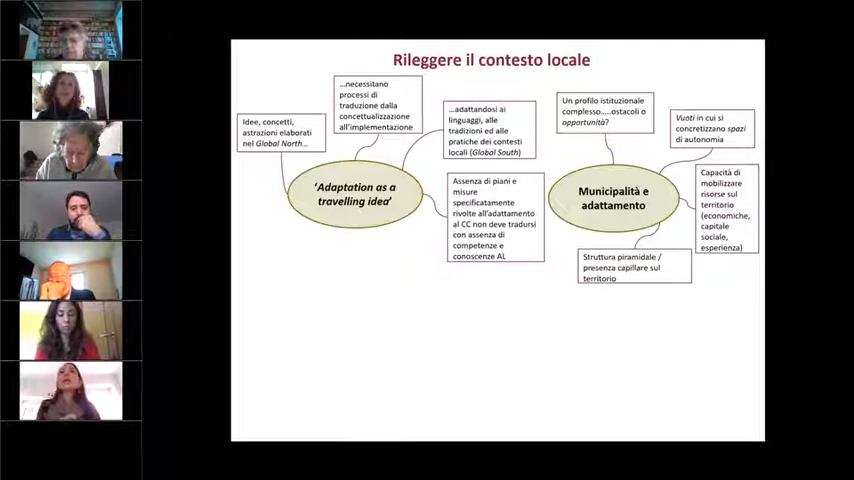 Rileggere il contesto locale
Idee, concetti,
astrazioni elaborati
nel Global North...
...necessitano
processi di
traduzione dalla
concettualizzazione
all'implementazione
...adattandosi ai
linguaggi, alle
tradizioni ed alle
pratiche dei contesti
locali (Global South)
'Adaptation as a
travelling idea'
Assenza di piani e
misure
specificatamente
rivolte all'adattamento
al CC non deve tradursi
con assenza di
competenze e
conoscenze AL
Un profilo istituzionale
complesso.....ostacoli o
opportunità?
Vuoti in cui si
concretizzano spazi
di autonomia
Municipalità e
adattamento
Capacità di
mobilizzare
risorse sul
territorio
(economiche,
capitale
sociale,
esperienza)
Struttura piramidale /
presenza capillare sul
territorio